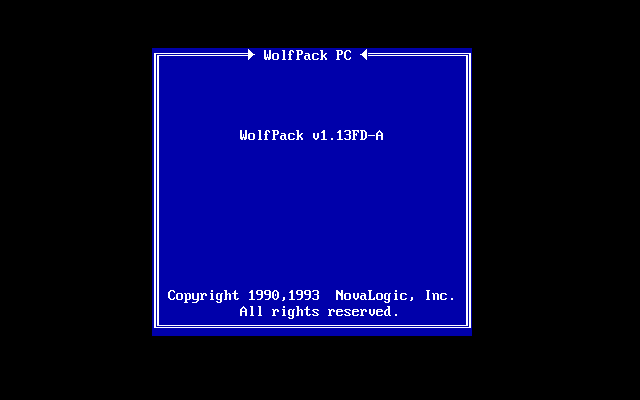 WolfPack PC
WolfPack v1.13FD-A
Copyright 1990,1993  NovaLogic, Inc.
All rights reserved.